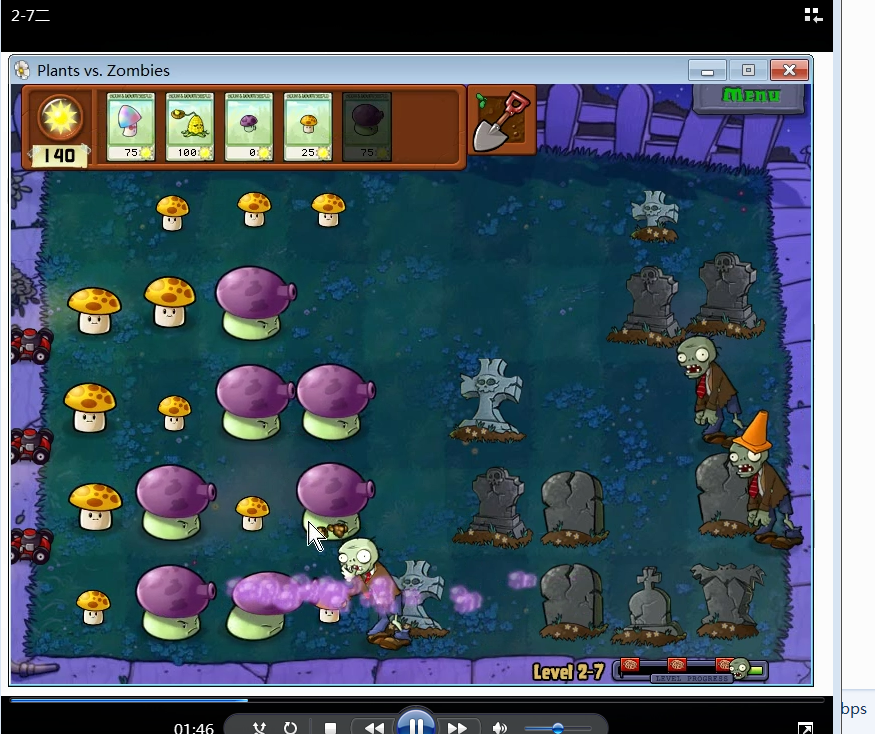 2-7二
Plants vs. Zombies
140
75
100
0
25
75
Menu
Level 2-7
LEVEL PROGRESS
bps
01:46